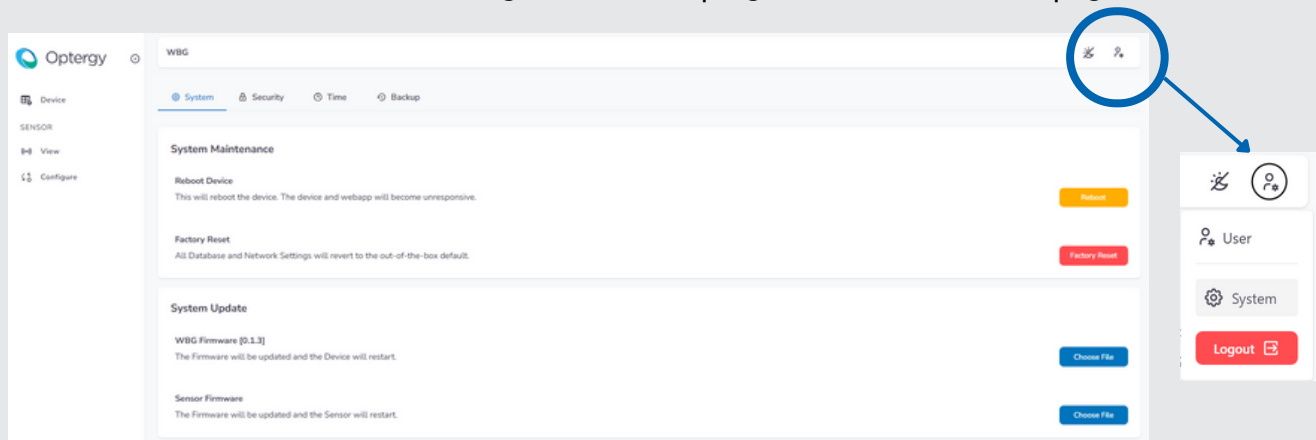 Optergy
WBG
Device
SENSOR
View
Configure
System
Security
Time
Backup
System Maintenance
Reboot Device
This will reboot the device. The device and webapp will become unresponsive.
Reboot
Factory Reset
All Database and Network Settings will revert to the out-of-the-box default.
Factory Reset
System Update
WBG Firmware [0.1.3]
The Firmware will be updated and the Device will restart.
Choose File
Sensor Firmware
The Firmware will be updated and the Sensor will restart.
Choose File
User
System
Logout